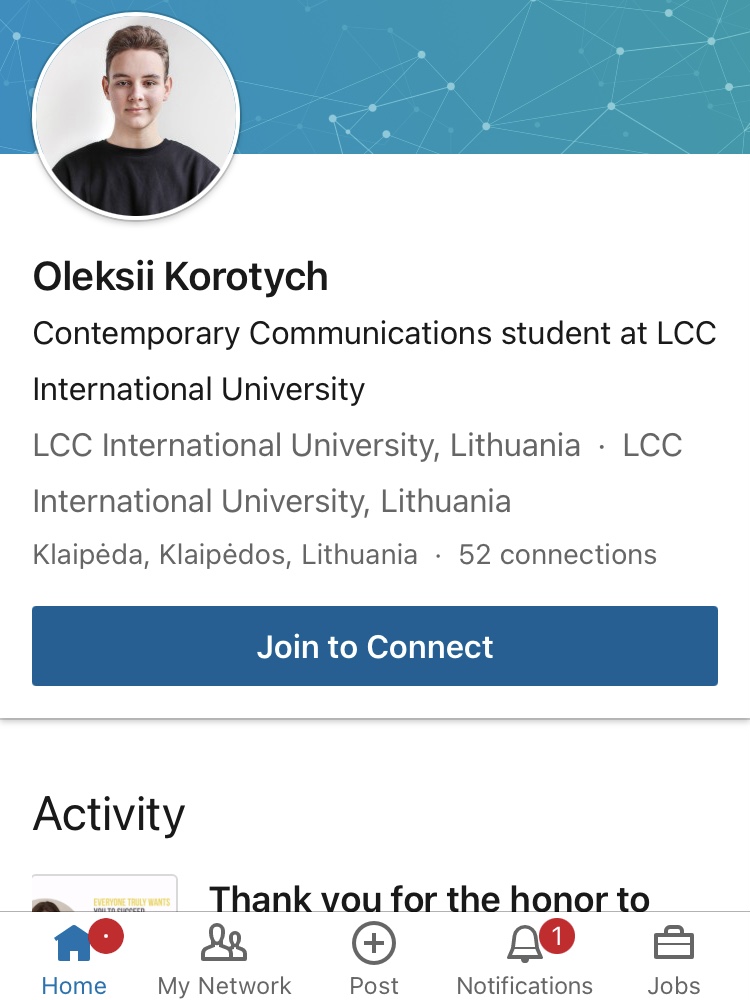 Oleksii Korotych
Contemporary Communications student at LCC
International University
LCC International University, Lithuania · LCC
International University, Lithuania
Klaipėda, Klaipėdos, Lithuania · 52 connections
Join to Connect
Activity
EVERYONE TRULY WANTS
YOU TO SUCCEED
Thank you for the honor to
1
Home
My Network
Post
Notifications
Jobs